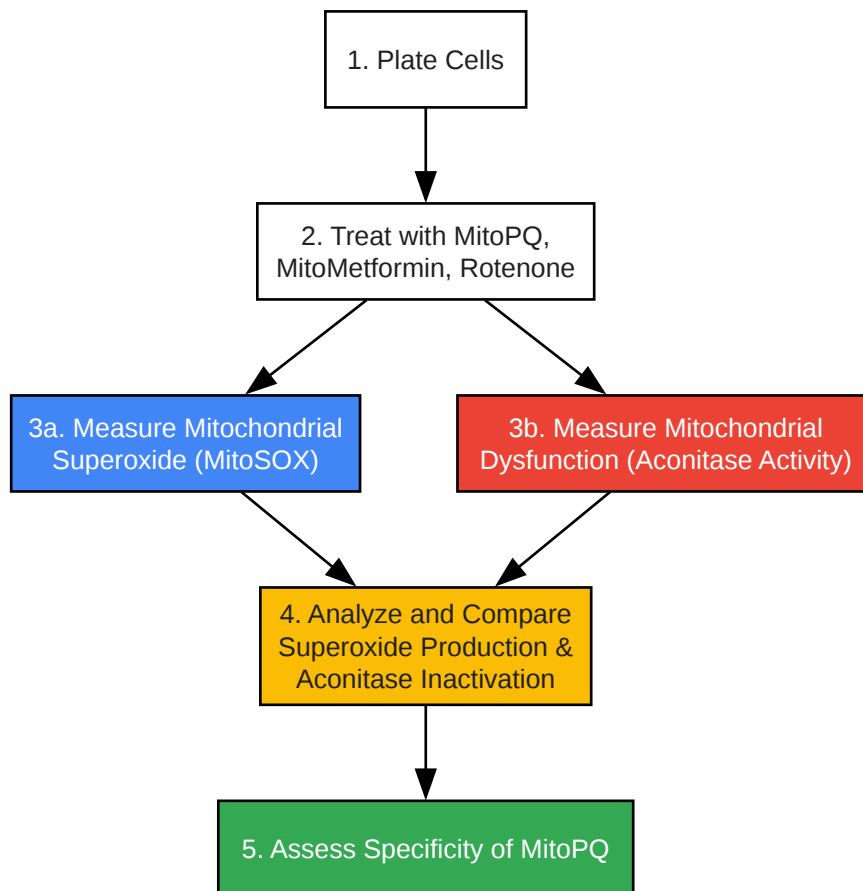 1. Plate Cells
2. Treat with MitoPQ,
MitoMetformin, Rotenone
3a. Measure Mitochondrial
Superoxide (MitoSOX)
3b. Measure Mitochondrial
Dysfunction (Aconitase Activity)
4. Analyze and Compare
Superoxide Production &
Aconitase Inactivation
5. Assess Specificity of MitoPQ